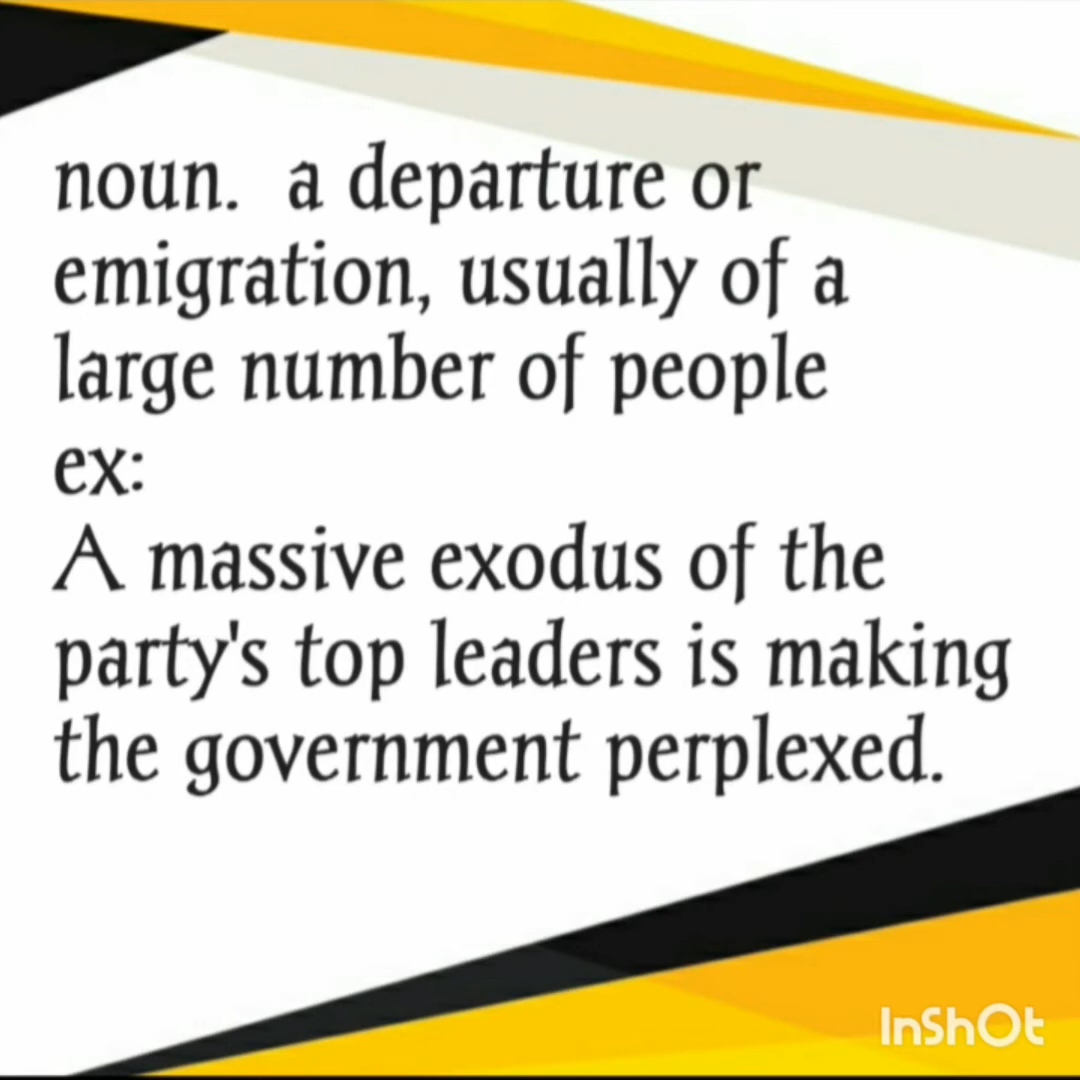 noun.  a departure or
emigration, usually of a
large number of people
ex:
A massive exodus of the
party's top leaders is making
the government perplexed.
InShOt